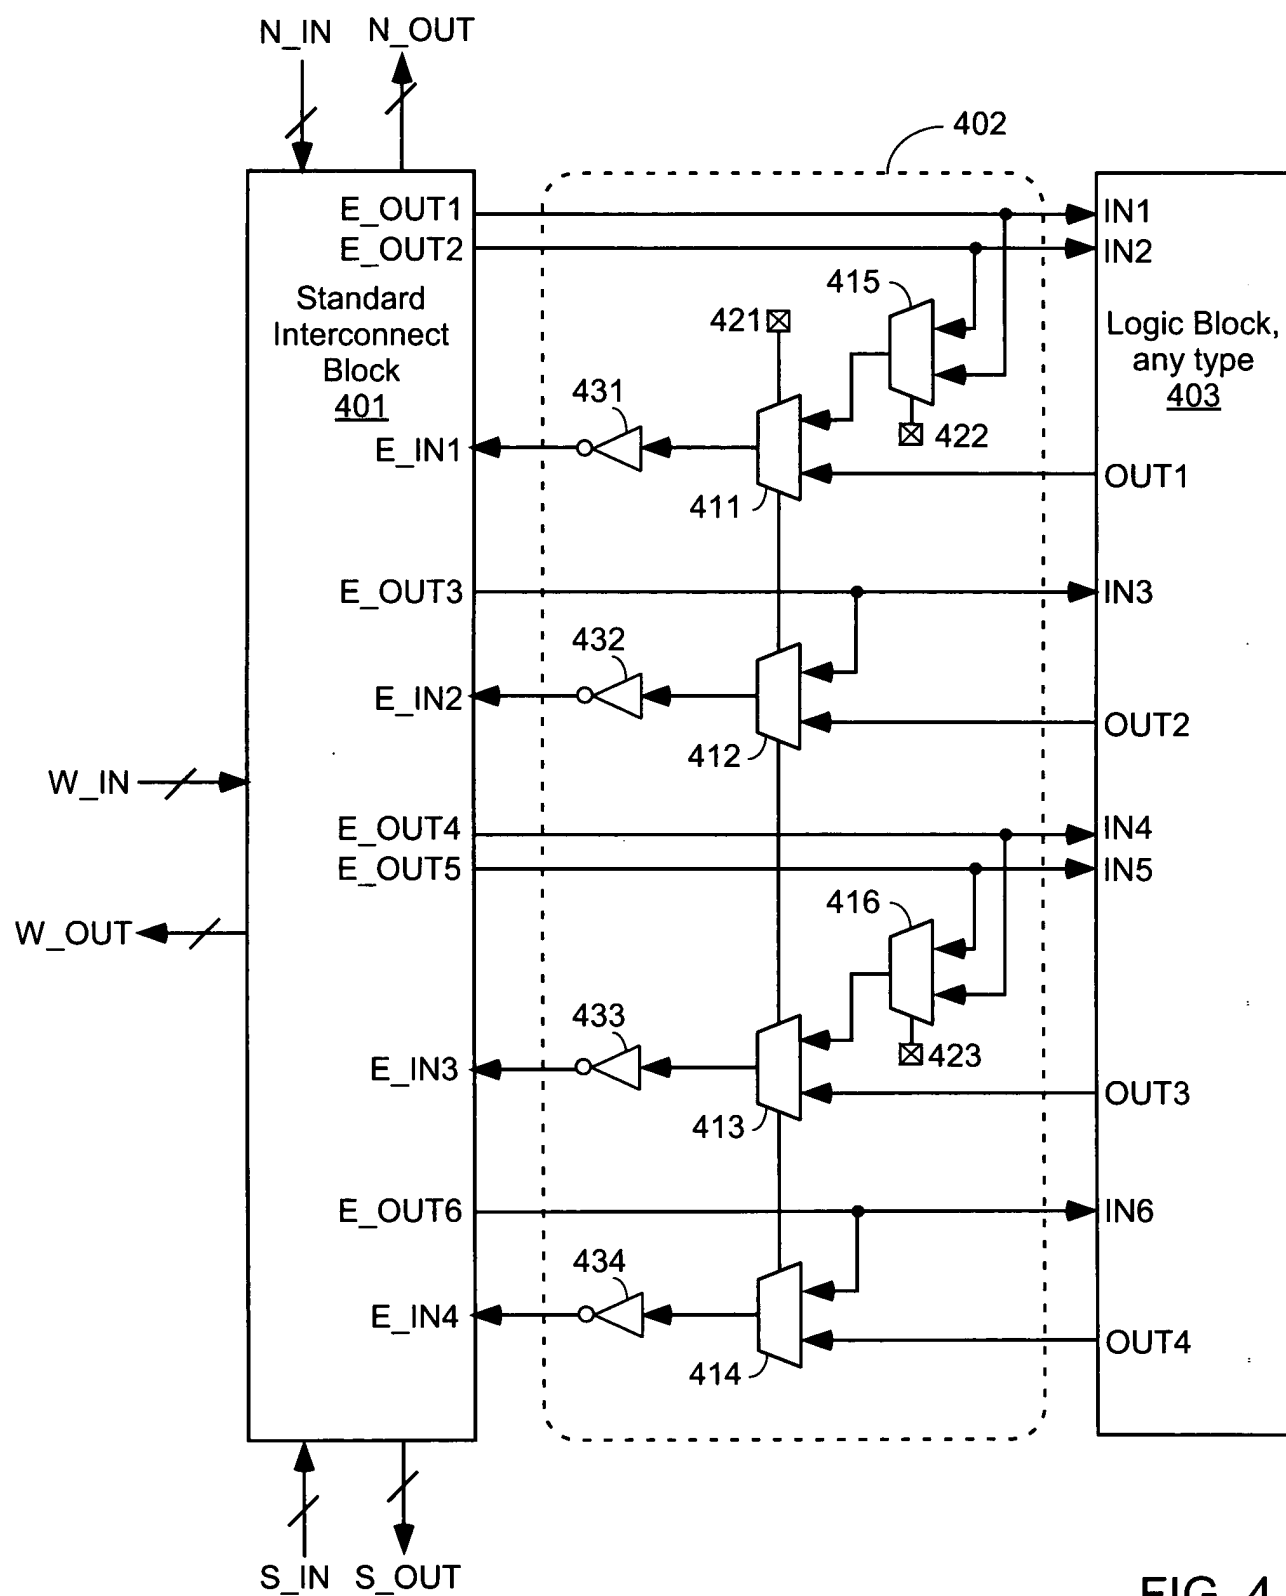 N_IN N_OUT
402
E_OUT1 IN1
E_OUT2 IN2
415
Standard
Interconnect
Block
401
421
Logic Block,
any type
403
431
422
E_IN1
OUT1
411
E_OUT3 IN3
432
E_IN2
OUT2
412
W_IN
E_OUT4 IN4
E_OUT5 IN5
416
W_OUT
433
423
E_IN3
OUT3
413
E_OUT6 IN6
434
E_IN4
OUT4
414
S_IN S_OUT
FIG. 4